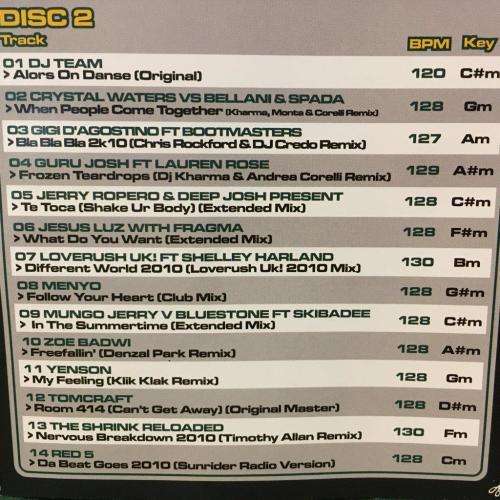 DISC 2
Track BPM Key
01 DJ TEAM
> Alors On Danse (Original) 120 C#m
02 CRYSTAL WATERS VS BELLANI & SPADA
> When People Come Together (Kharma, Monta & Corelli Remix) 128 Gm
03 GIGI D'AGOSTINO FT BOOTMASTERS
> Bla Bla Bla 2k10 (Chris Rockford & DJ Credo Remix) 127 Am
04 GURU JOSH FT LAUREN ROSE
> Frozen Teardrops (Dj Kharma & Andrea Corelli Remix) 129 A#m
05 JERRY ROPERO & DEEP JOSH PRESENT
> Te Toca (Shake Ur Body) (Extended Mix) 128 C#m
06 JESUS LUZ WITH FRAGMA
> What Do You Want (Extended Mix) 128 F#m
07 LOVERUSH UK! FT SHELLEY HARLAND
> Different World 2010 (Loverush Uk! 2010 Mix) 130 Bm
08 MENYO
> Follow Your Heart (Club Mix) 128 G#m
09 MUNGO JERRY V BLUESTONE FT SKIBADEE
> In The Summertime (Extended Mix) 128 C#m
10 ZOE BADWI
> Freefallin' (Denzal Park Remix) 128 A#m
11 YENSON
> My Feeling (Klik Klak Remix) 128 Gm
12 TOMCRAFT
> Room 414 (Can't Get Away) (Original Master) 128 D#m
13 THE SHRINK RELOADED
> Nervous Breakdown 2010 (Timothy Allan Remix) 130 Fm
14 RED 5
> Da Beat Goes 2010 (Sunrider Radio Version) 128 Cm